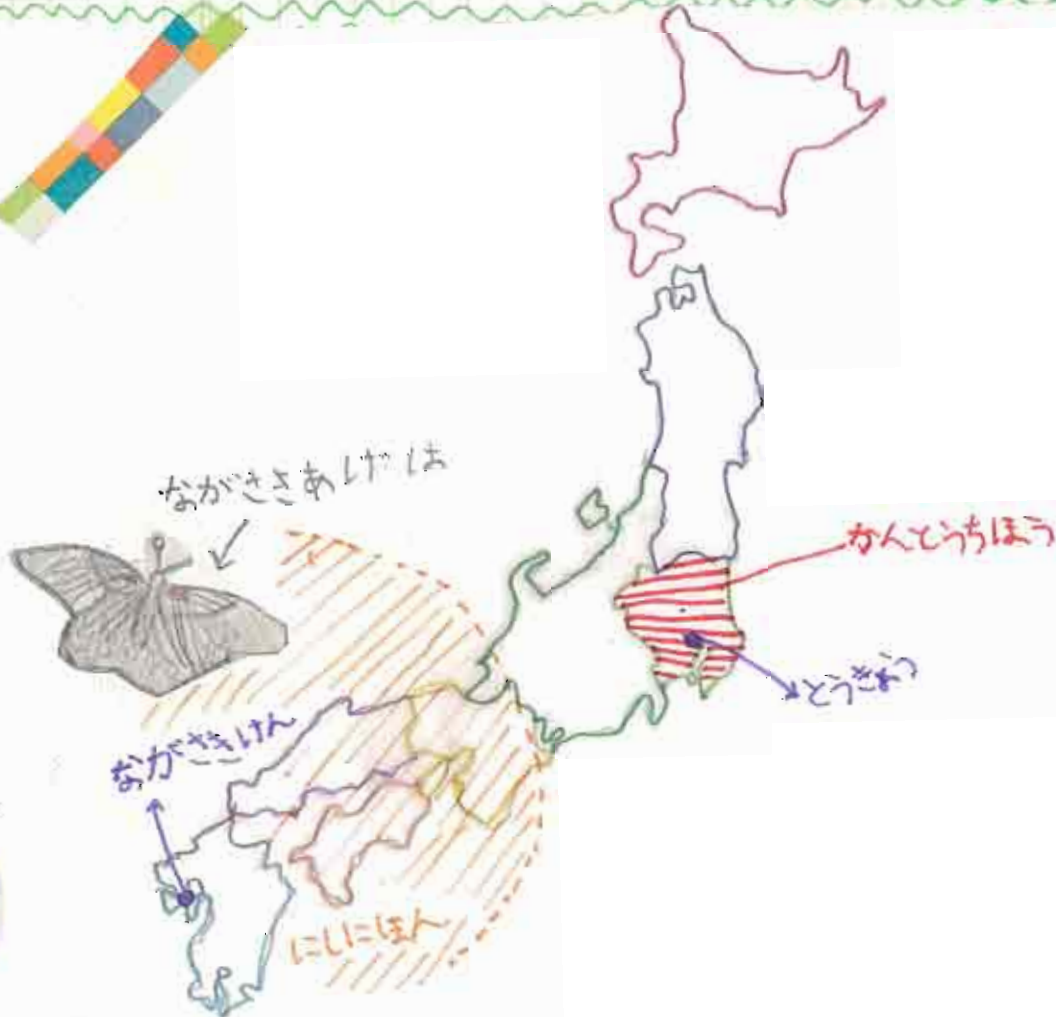 ながさきあげは
かんとうちほう
とうきょう
ながさきけん
にしにほん